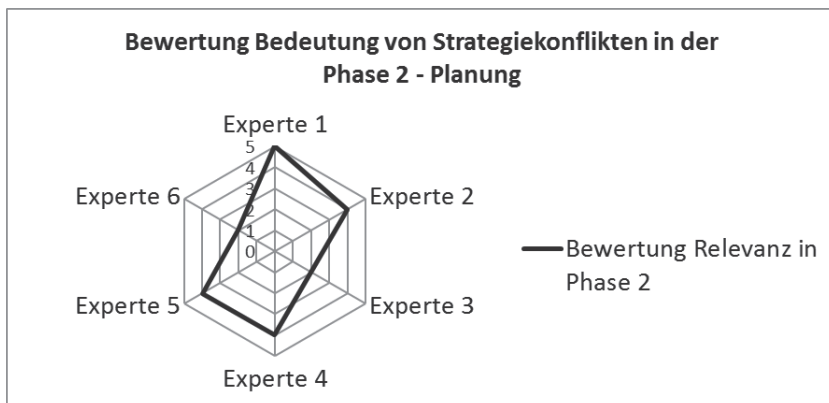 Bewertung Bedeutung von Strategiekonflikten in der
Phase 2 - Planung
Experte 1
5
4
3
2
1
0
Experte 6
Experte 2
Experte 5
Experte 3
Experte 4
Bewertung Relevanz in
Phase 2